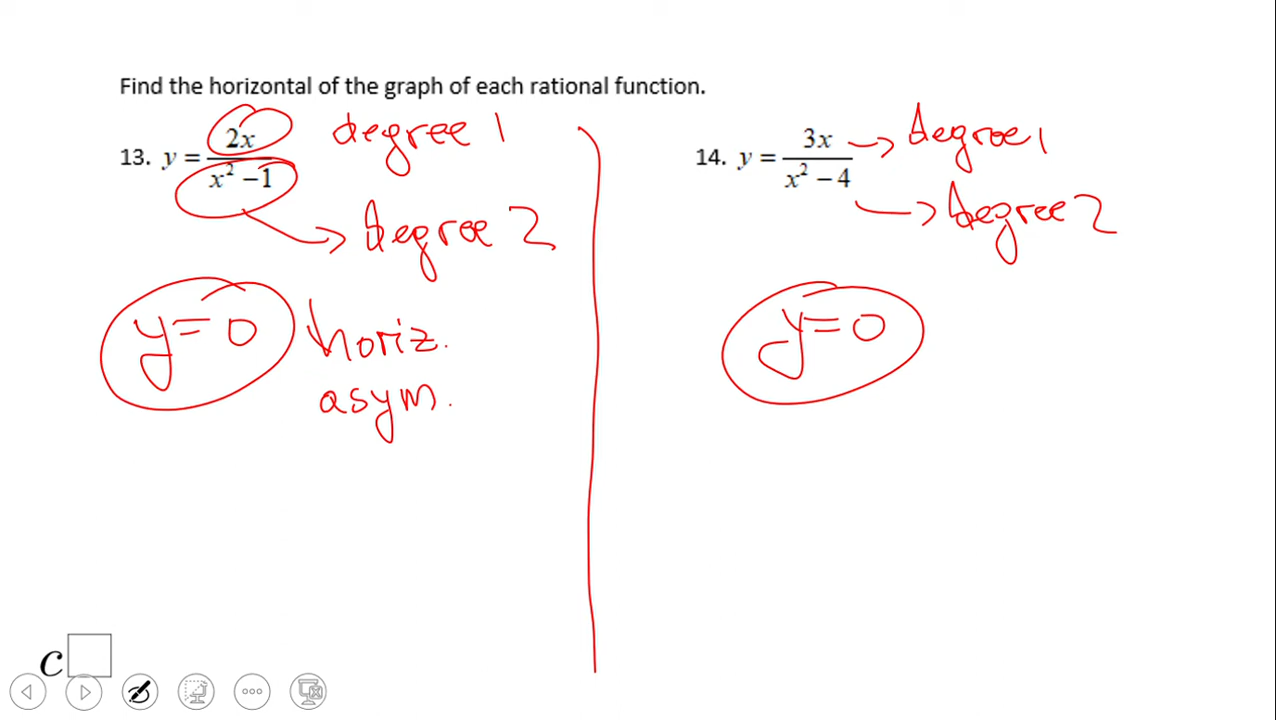 Find the horizontal of the graph of each rational function.
13. y = 2x / x² − 1
degree 1
degree 2
y = 0 horiz.
asym.
14. y = 3x / x² − 4
degree 1
degree 2
y = 0
c